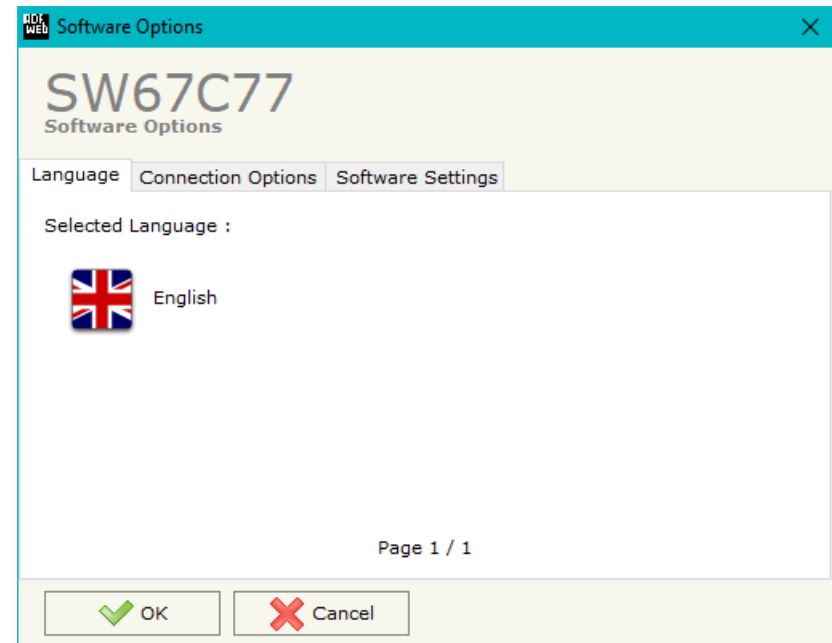 ADF
WEB Software Options
SW67C77
Software Options
Language Connection Options Software Settings
Selected Language :
English
Page 1 / 1
OK Cancel